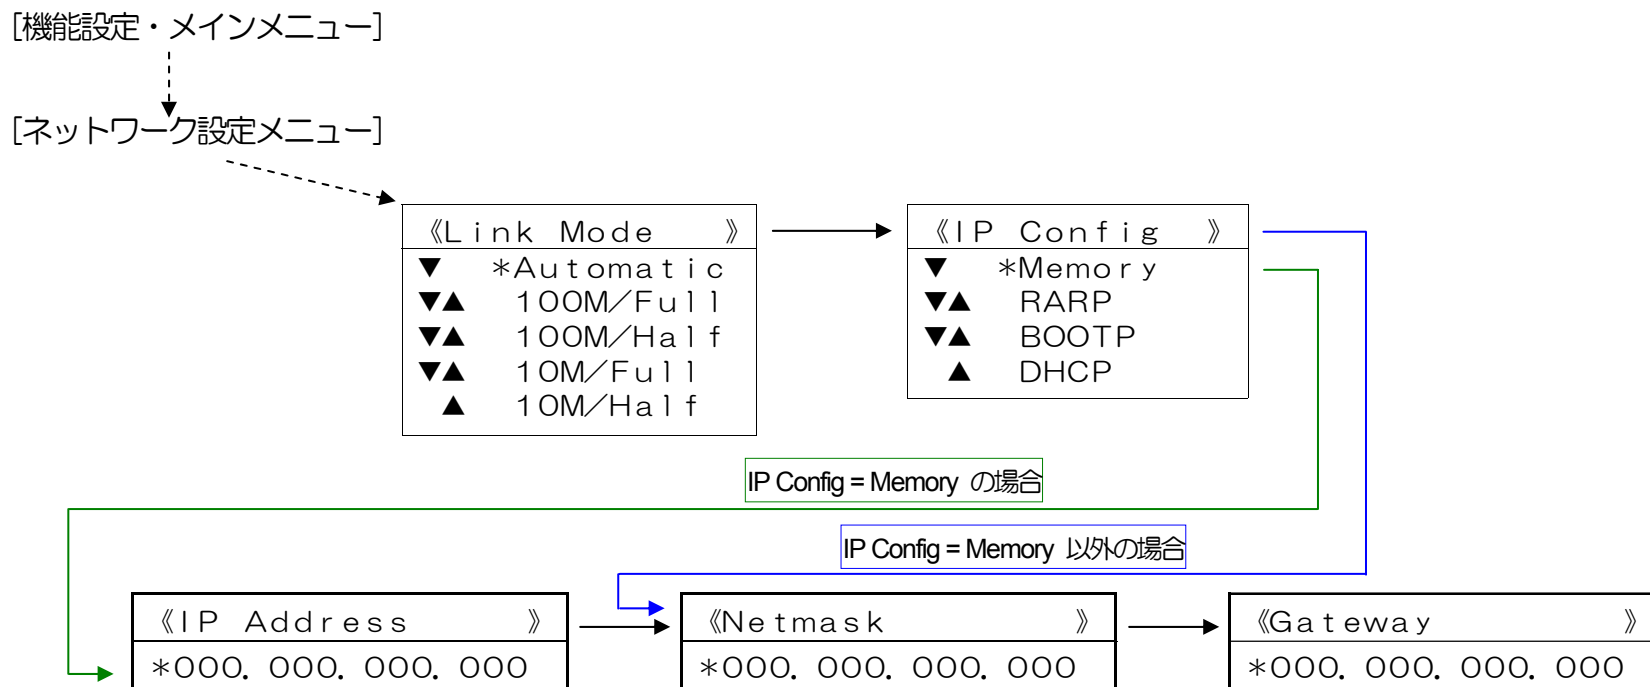 [機能設定・メインメニュー]
[ネットワーク設定メニュー]
《Link Mode 》
▼ *Automatic
▼▲ 100M/Full
▼▲ 100M/Half
▼▲ 10M/Full
▲ 10M/Half
《IP Config 》
▼ *Memory
▼▲ RARP
▼▲ BOOTP
▲ DHCP
IP Config = Memory の場合
IP Config = Memory 以外の場合
《IP Address 》
*000. 000. 000. 000
《Netmask 》
*000. 000. 000. 000
《Gateway 》
*000. 000. 000. 000